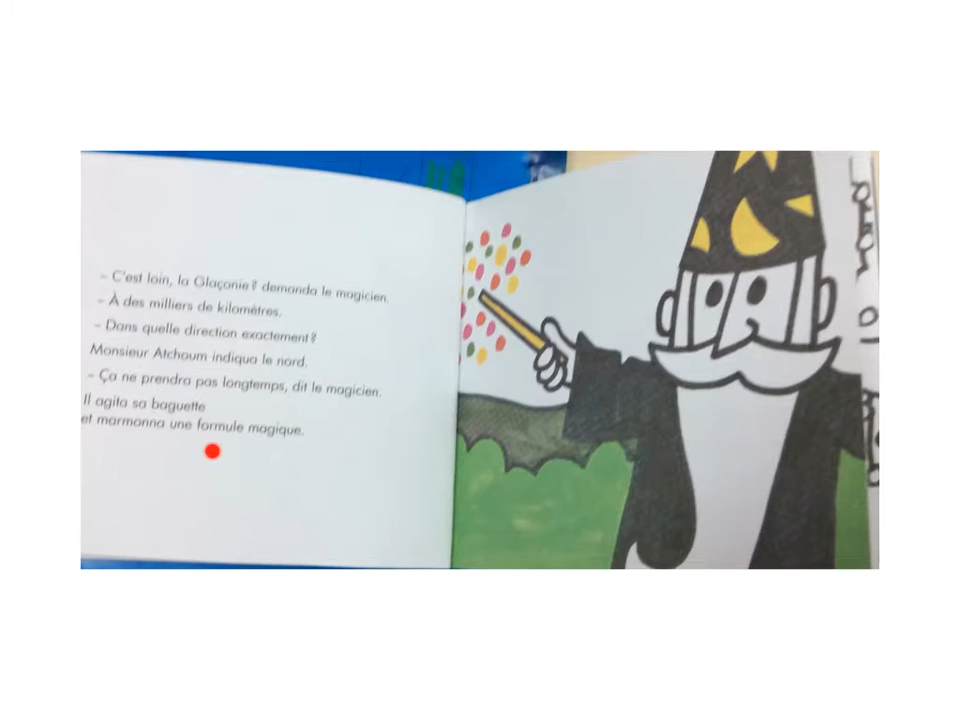 – C'est loin, la Glaçonie ? demanda le magicien.
– À des milliers de kilomètres.
– Dans quelle direction exactement ?
Monsieur Atchoum indiqua le nord.
– Ça ne prendra pas longtemps, dit le magicien.
Il agita sa baguette
et marmonna une formule magique.